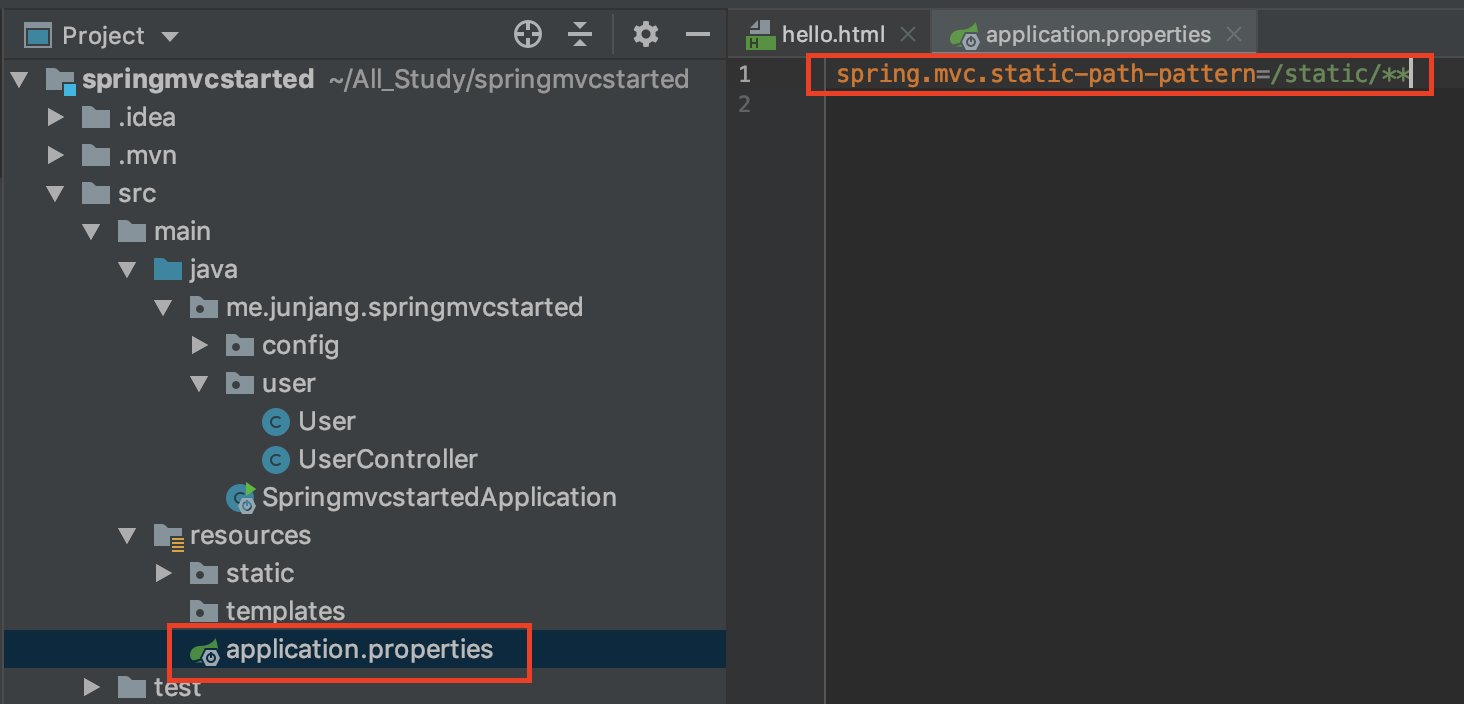 Project
springmvcstarted ~/All_Study/springmvcstarted
.idea
.mvn
src
main
java
me.junjang.springmvcstarted
config
user
C User
C UserController
C SpringmvcstartedApplication
resources
static
templates
application.properties
test
H hello.html application.properties
1 spring.mvc.static-path-pattern=/static/**
2